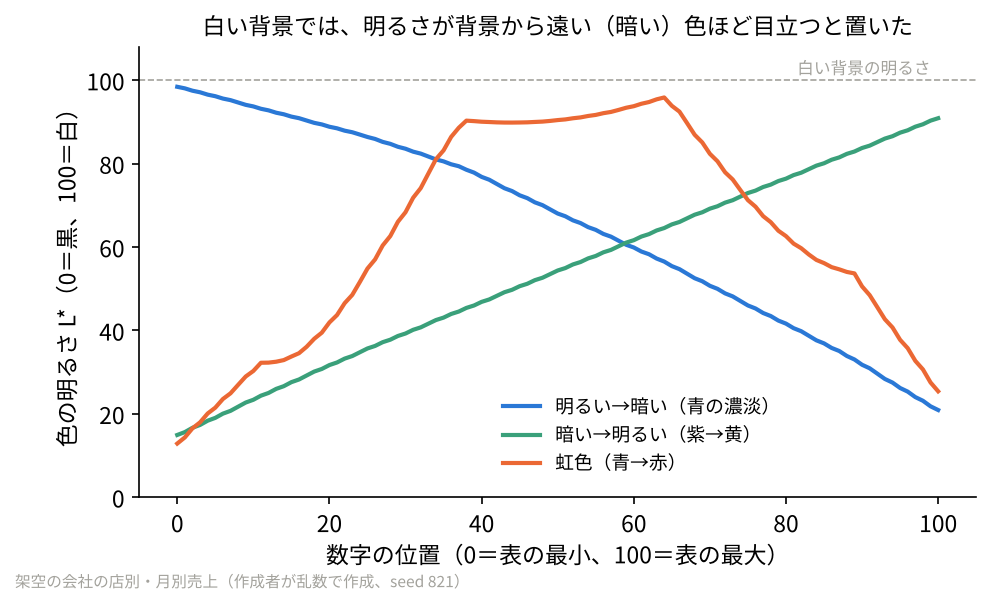 白い背景では、明るさが背景から遠い（暗い）色ほど目立つと置いた
白い背景の明るさ
色の明るさ L*（0＝黒、100＝白）
100
80
60
40
20
0
明るい→暗い（青の濃淡）
暗い→明るい（紫→黄）
虹色（青→赤）
0 20 40 60 80 100
数字の位置（0＝表の最小、100＝表の最大）
架空の会社の店別・月別売上（作成者が乱数で作成、seed 821）